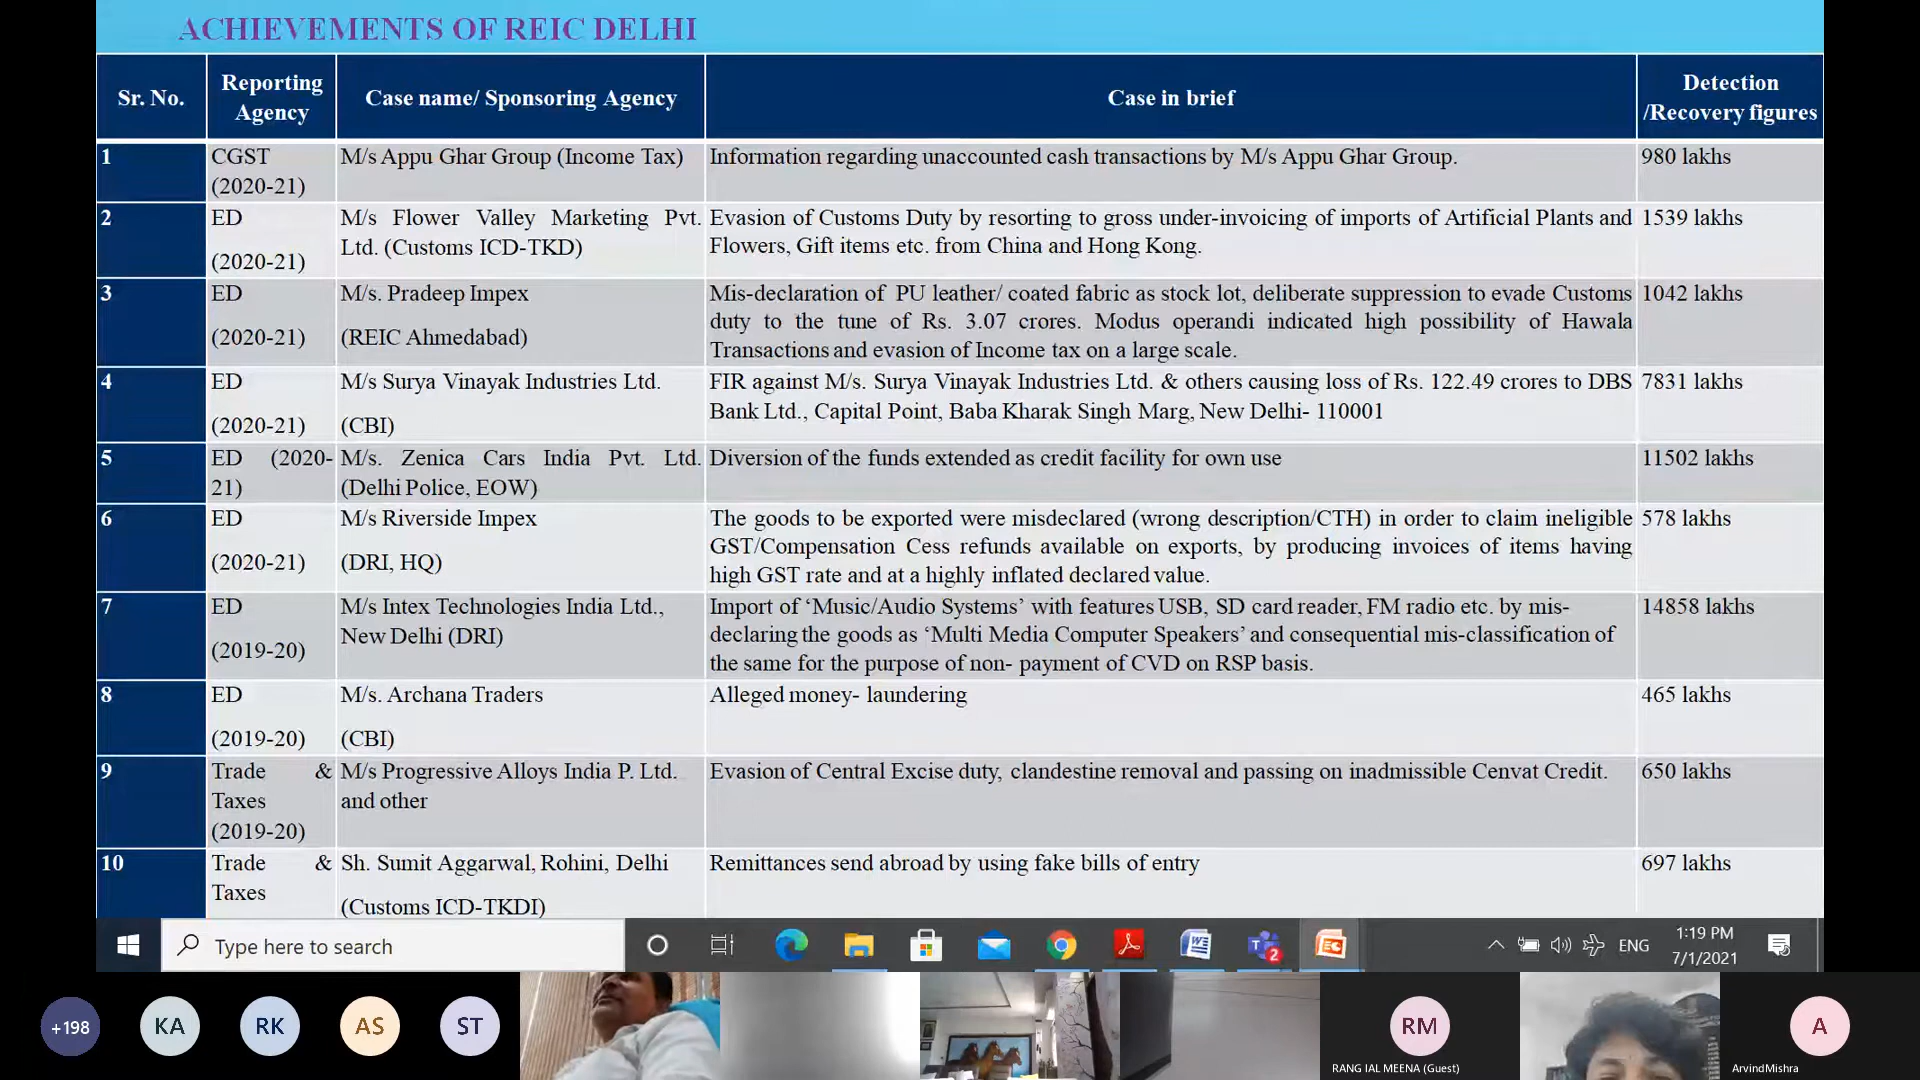 ACHIEVEMENTS OF REIC DELHI
Sr. No.
Reporting
Agency
Case name/ Sponsoring Agency
Case in brief
Detection
/Recovery figures
1
CGST
(2020-21)
M/s Appu Ghar Group (Income Tax)
Information regarding unaccounted cash transactions by M/s Appu Ghar Group.
980 lakhs
2
ED
(2020-21)
M/s Flower Valley Marketing Pvt.
Ltd. (Customs ICD-TKD)
Evasion of Customs Duty by resorting to gross under-invoicing of imports of Artificial Plants and
Flowers, Gift items etc. from China and Hong Kong.
1539 lakhs
3
ED
(2020-21)
M/s. Pradeep Impex
(REIC Ahmedabad)
Mis-declaration of PU leather/ coated fabric as stock lot, deliberate suppression to evade Customs
duty to the tune of Rs. 3.07 crores. Modus operandi indicated high possibility of Hawala
Transactions and evasion of Income tax on a large scale.
1042 lakhs
4
ED
(2020-21)
M/s Surya Vinayak Industries Ltd.
(CBI)
FIR against M/s. Surya Vinayak Industries Ltd. & others causing loss of Rs. 122.49 crores to DBS
Bank Ltd., Capital Point, Baba Kharak Singh Marg, New Delhi- 110001
7831 lakhs
5
ED (2020-
21)
M/s. Zenica Cars India Pvt. Ltd.
(Delhi Police, EOW)
Diversion of the funds extended as credit facility for own use
11502 lakhs
6
ED
(2020-21)
M/s Riverside Impex
(DRI, HQ)
The goods to be exported were misdeclared (wrong description/CTH) in order to claim ineligible
GST/Compensation Cess refunds available on exports, by producing invoices of items having
high GST rate and at a highly inflated declared value.
578 lakhs
7
ED
(2019-20)
M/s Intex Technologies India Ltd.,
New Delhi (DRI)
Import of ‘Music/Audio Systems’ with features USB, SD card reader, FM radio etc. by mis-
declaring the goods as ‘Multi Media Computer Speakers’ and consequential mis-classification of
the same for the purpose of non- payment of CVD on RSP basis.
14858 lakhs
8
ED
(2019-20)
M/s. Archana Traders
(CBI)
Alleged money- laundering
465 lakhs
9
Trade &
Taxes
(2019-20)
M/s Progressive Alloys India P. Ltd.
and other
Evasion of Central Excise duty, clandestine removal and passing on inadmissible Cenvat Credit.
650 lakhs
10
Trade &
Taxes
Sh. Sumit Aggarwal, Rohini, Delhi
(Customs ICD-TKDI)
Remittances send abroad by using fake bills of entry
697 lakhs
Type here to search
2
ENG
1:19 PM
7/1/2021
+198
KA
RK
AS
ST
RM
RANG lAL MEENA (Guest)
A
ArvindMishra